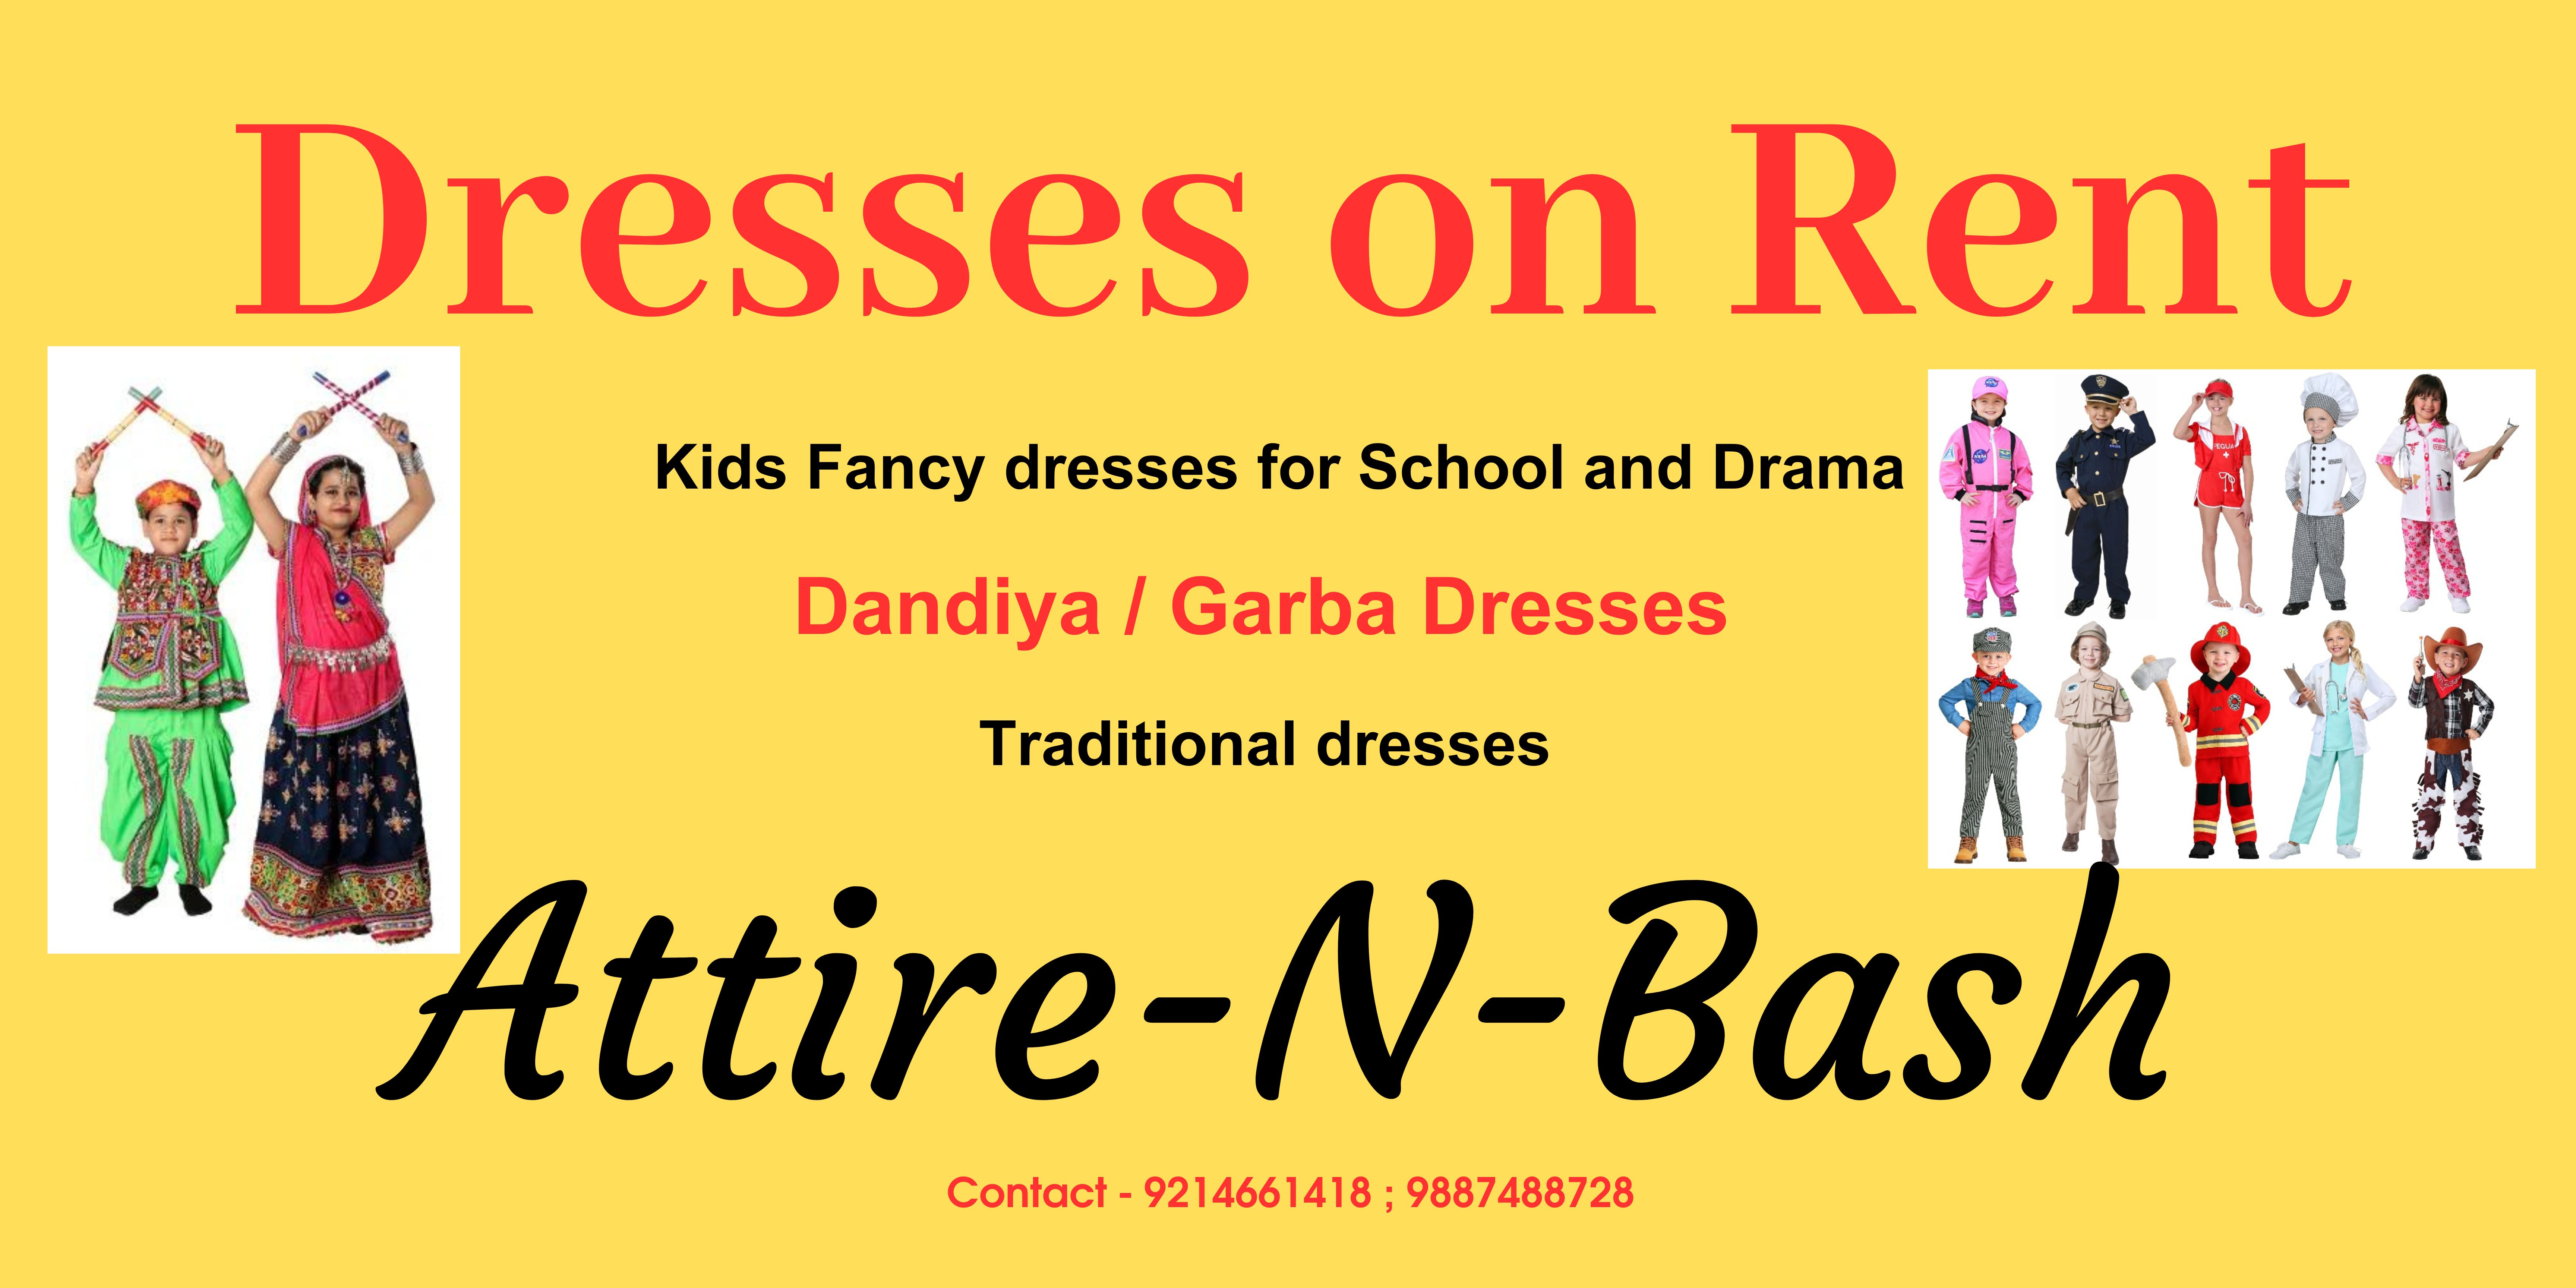 Dresses on Rent
Kids Fancy dresses for School and Drama
Dandiya / Garba Dresses
Traditional dresses
Attire-N-Bash
Contact - 9214661418 ; 9887488728